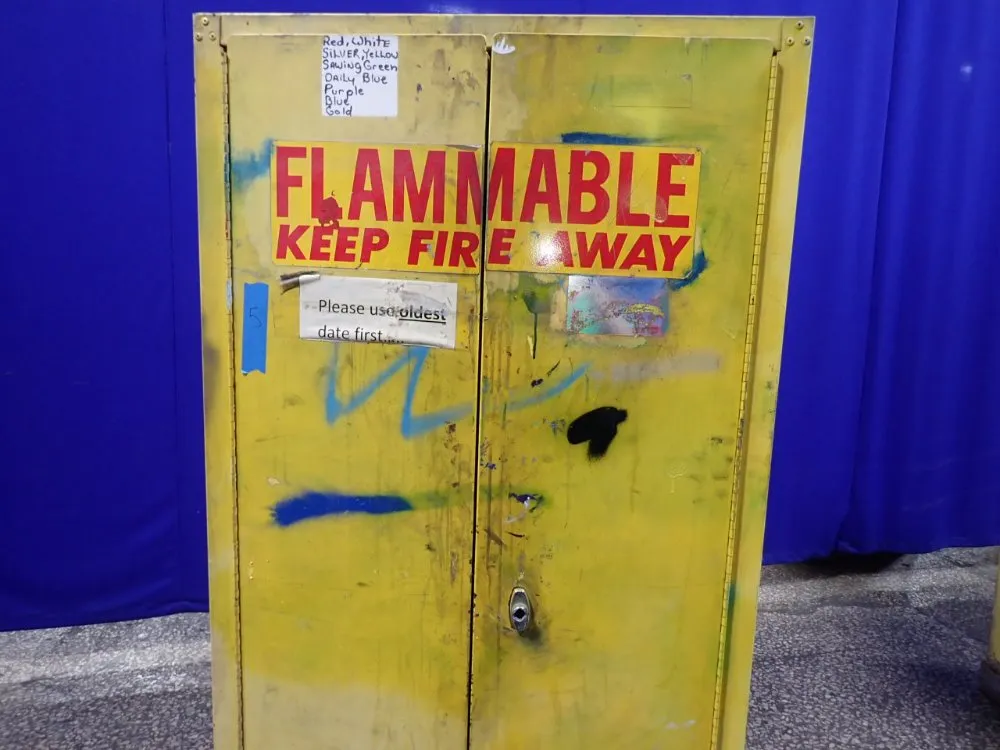 Red, White
SILVER, Yellow
SAWING Green
DAILY Blue
Purple
Blue
Gold
FLAMMABLE
KEEP FIRE AWAY
Please use oldest
date first
5